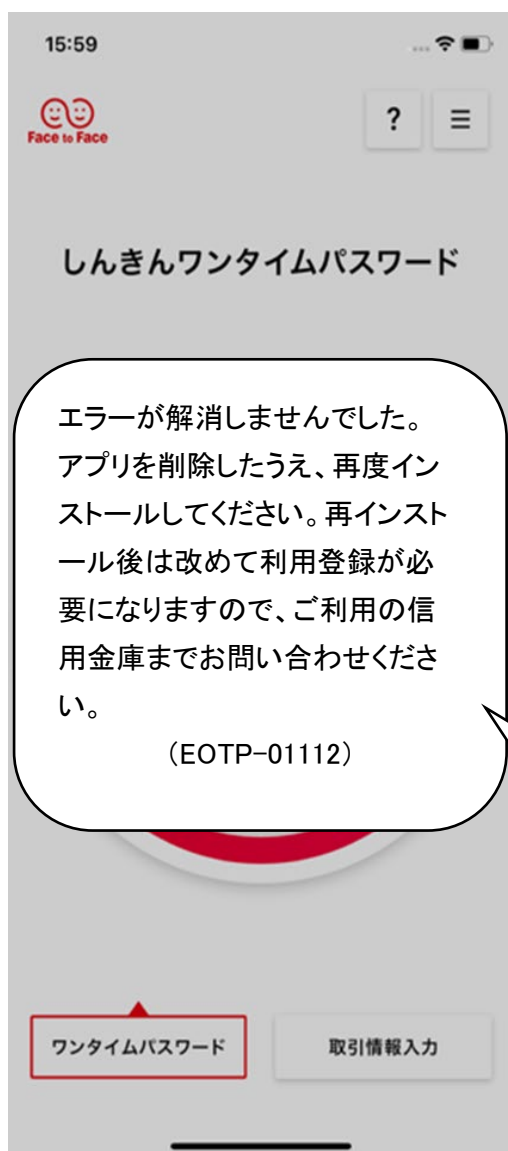 15:59
Face to Face
?
しんきんワンタイムパスワード
エラーが解消しませんでした。
アプリを削除したうえ、再度イン
ストールしてください。再インスト
ール後は改めて利用登録が必
要になりますので、ご利用の信
用金庫までお問い合わせくださ
い。
（EOTP-01112）
ワンタイムパスワード
取引情報入力